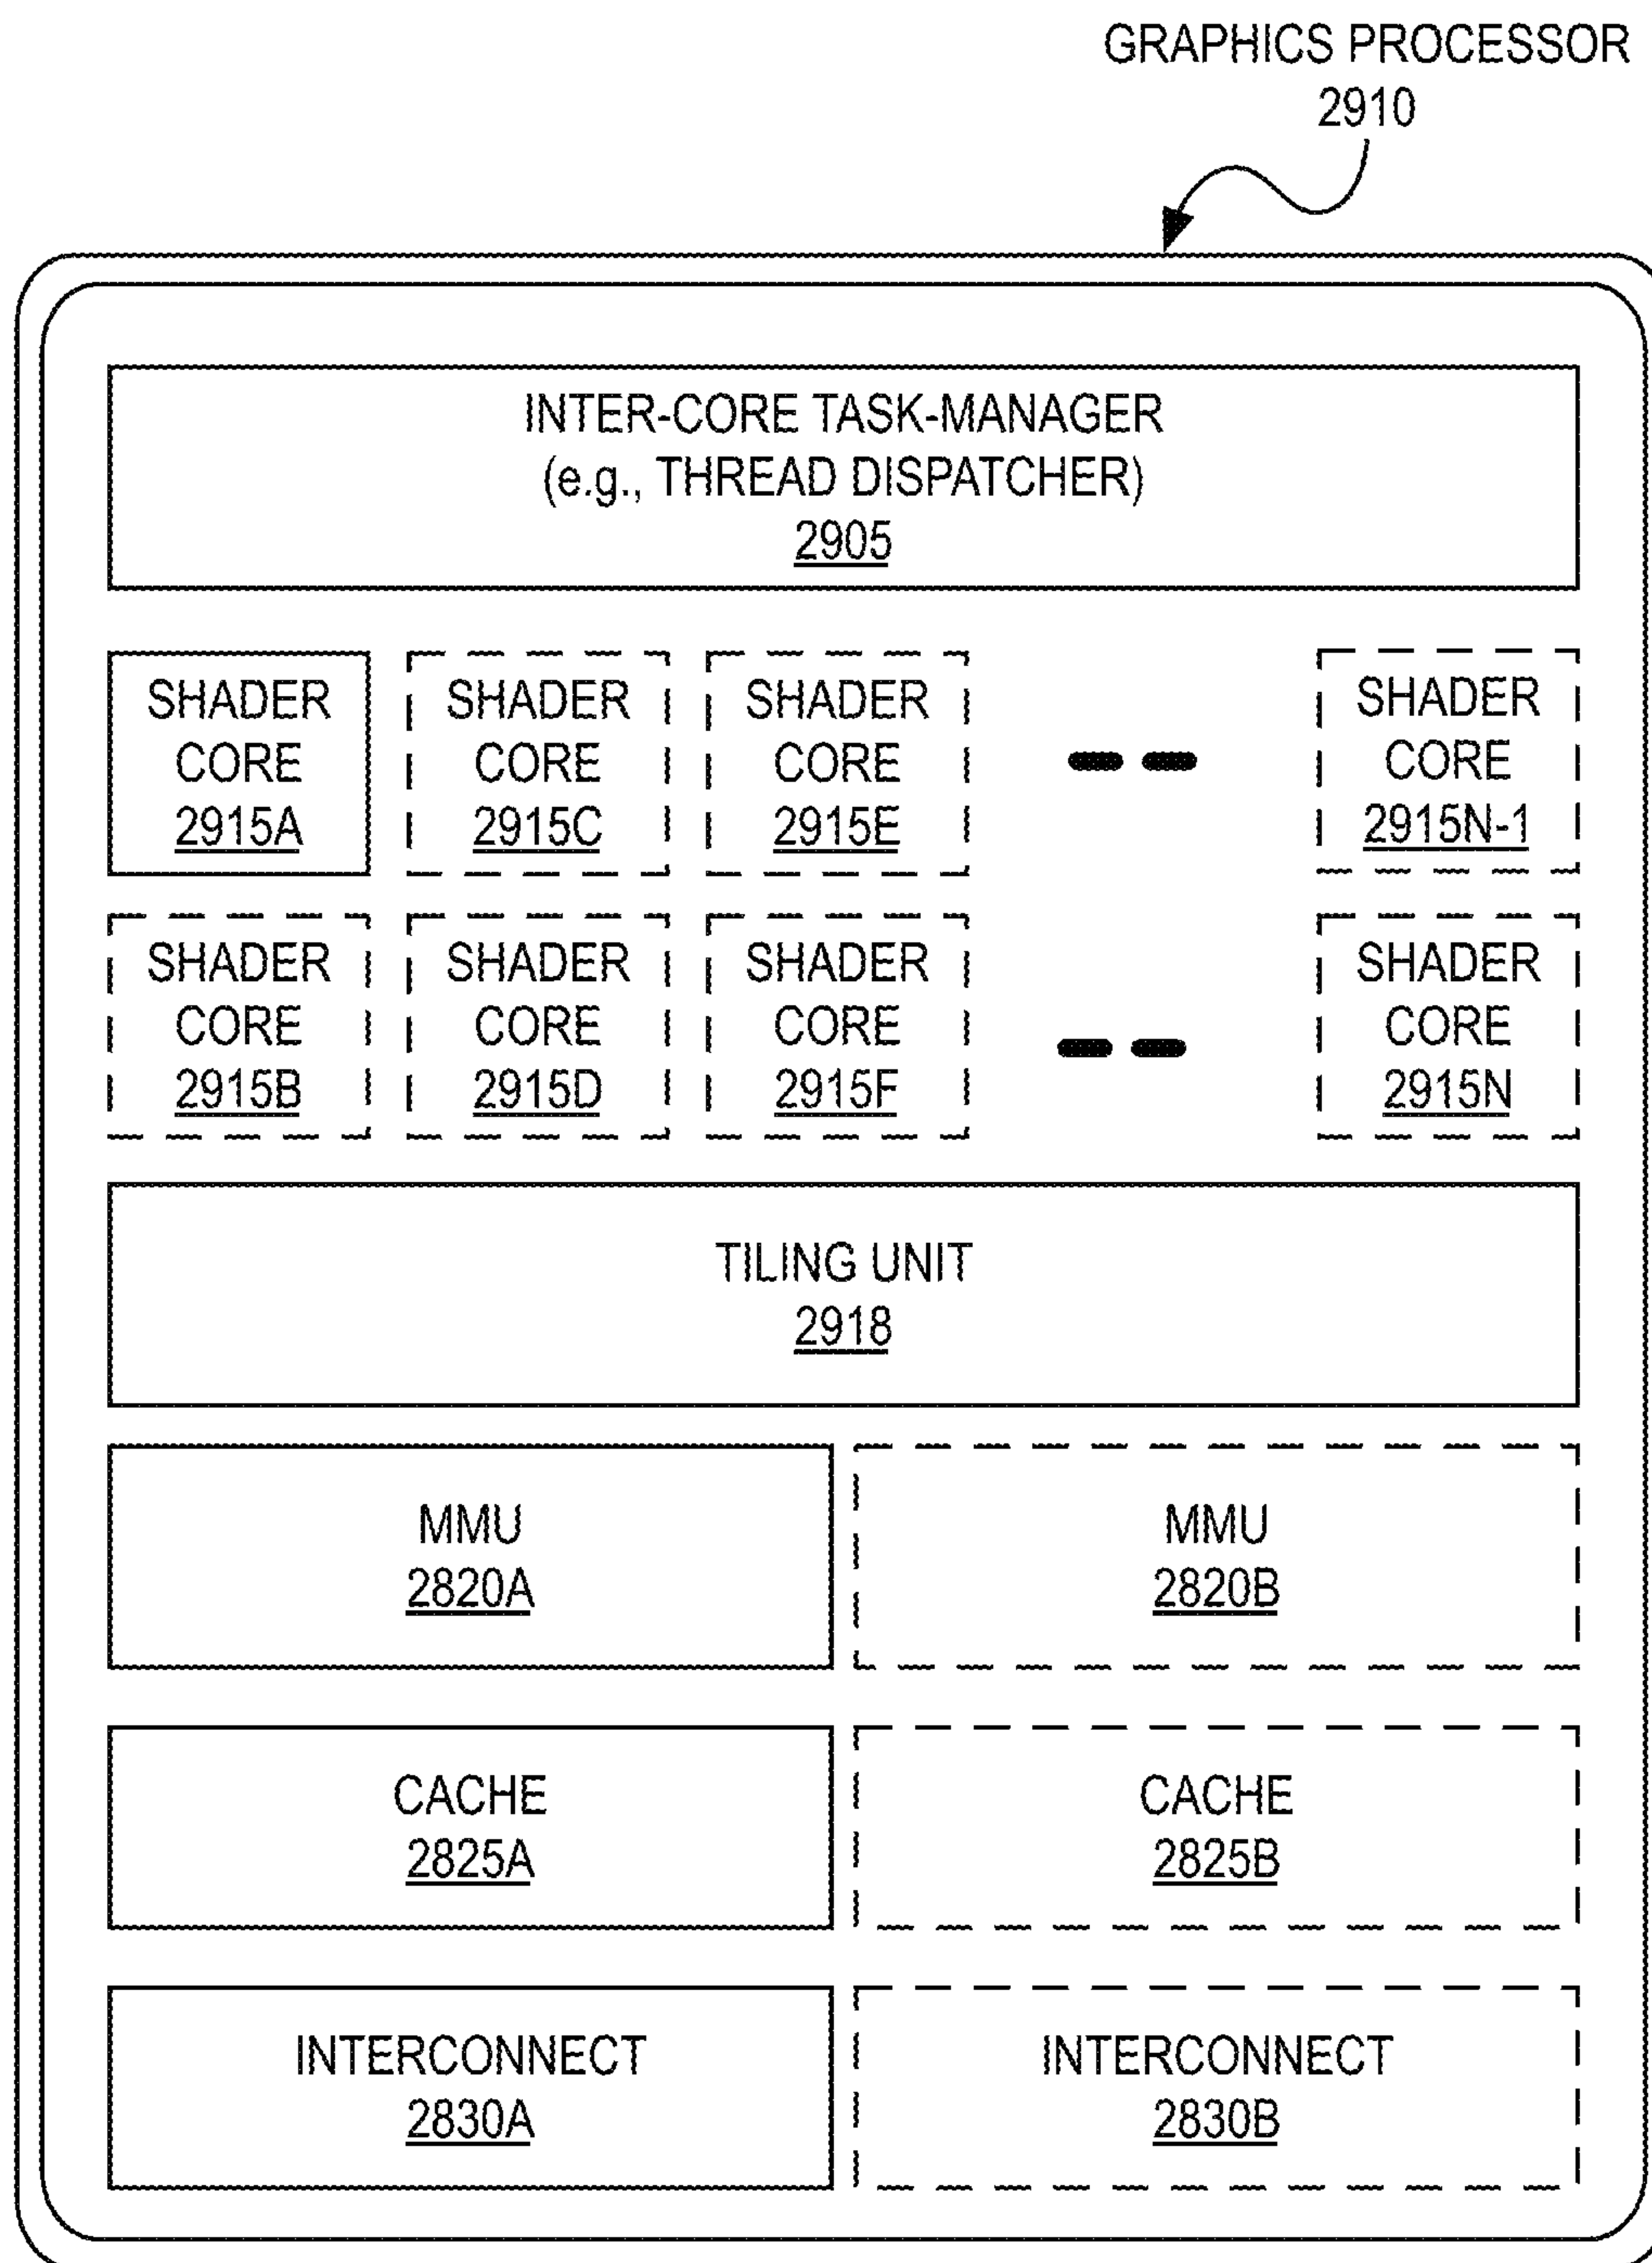 GRAPHICS PROCESSOR
2910
INTER-CORE TASK-MANAGER
(e.g., THREAD DISPATCHER)
2905
SHADER
CORE
2915A
SHADER
CORE
2915C
SHADER
CORE
2915E
SHADER
CORE
2915N-1
SHADER
CORE
2915B
SHADER
CORE
2915D
SHADER
CORE
2915F
SHADER
CORE
2915N
TILING UNIT
2918
MMU
2820A
MMU
2820B
CACHE
2825A
CACHE
2825B
INTERCONNECT
2830A
INTERCONNECT
2830B